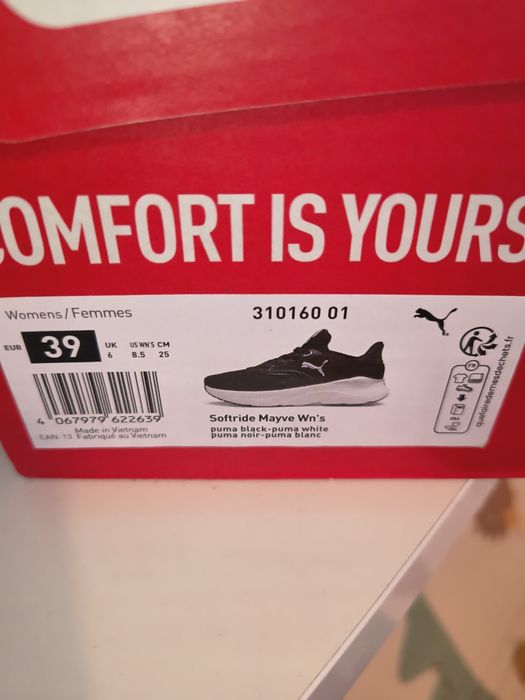 COMFORT IS YOURS
Womens/Femmes
310160 01
EUR 39 UK 6 US WN'S 8.5 CM 25
4 067979 622639
Made in Vietnam
EAN-13 Fabriqué au Vietnam
Softride Mayve Wn's
puma black-puma white
puma noir-puma blanc
quefairedemesdechets.fr